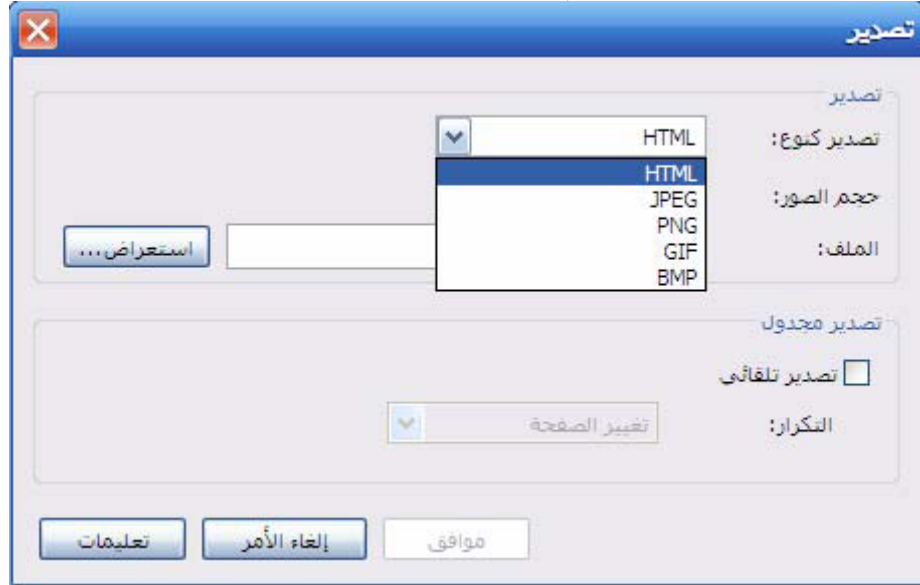 تصدير
تصدير
تصدير كنوع: HTML
HTML
JPEG
PNG
GIF
BMP
حجم الصور:
الملف: استعراض...
تصدير مجدول
تصدير تلقائي
التكرار: تغيير الصفحة
موافق إلغاء الأمر تعليمات